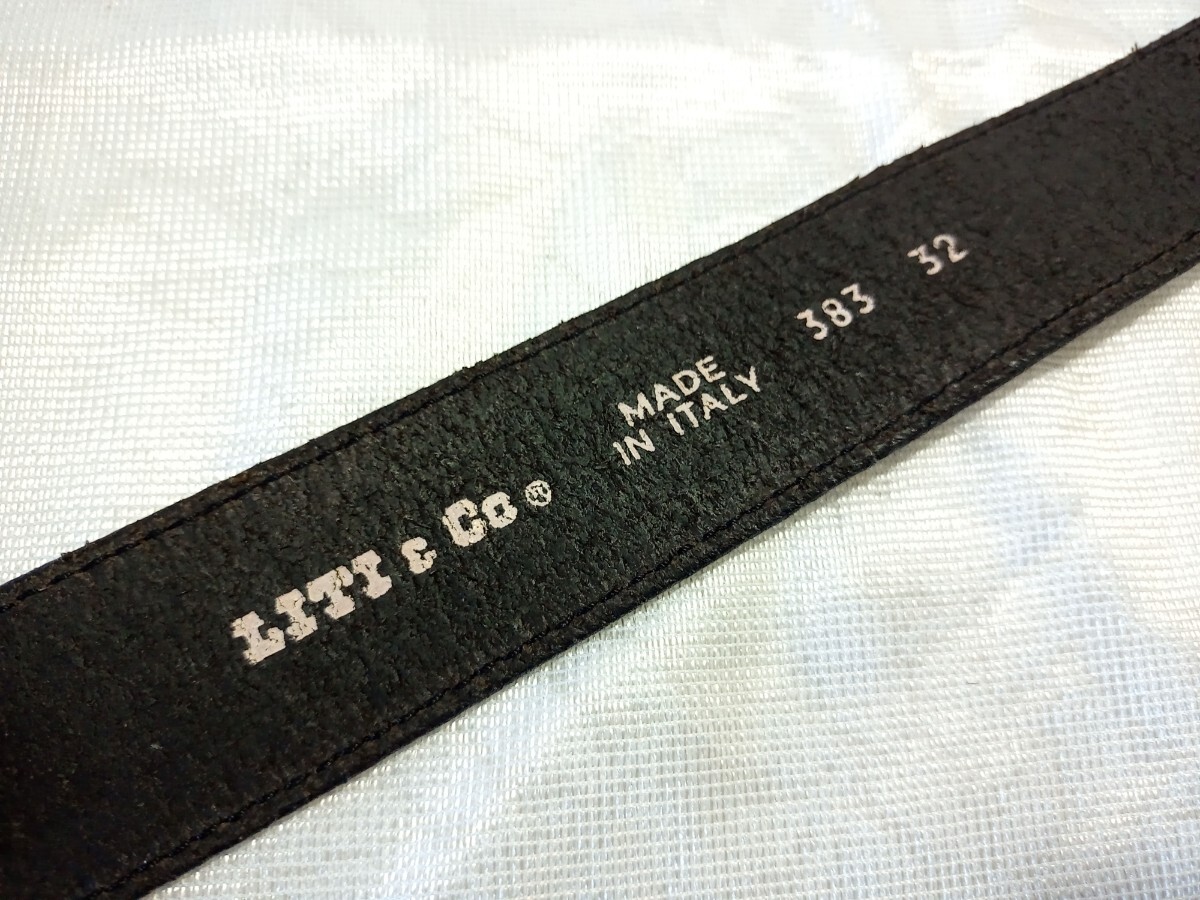 LITI & Co ®
MADE
IN ITALY
383 32